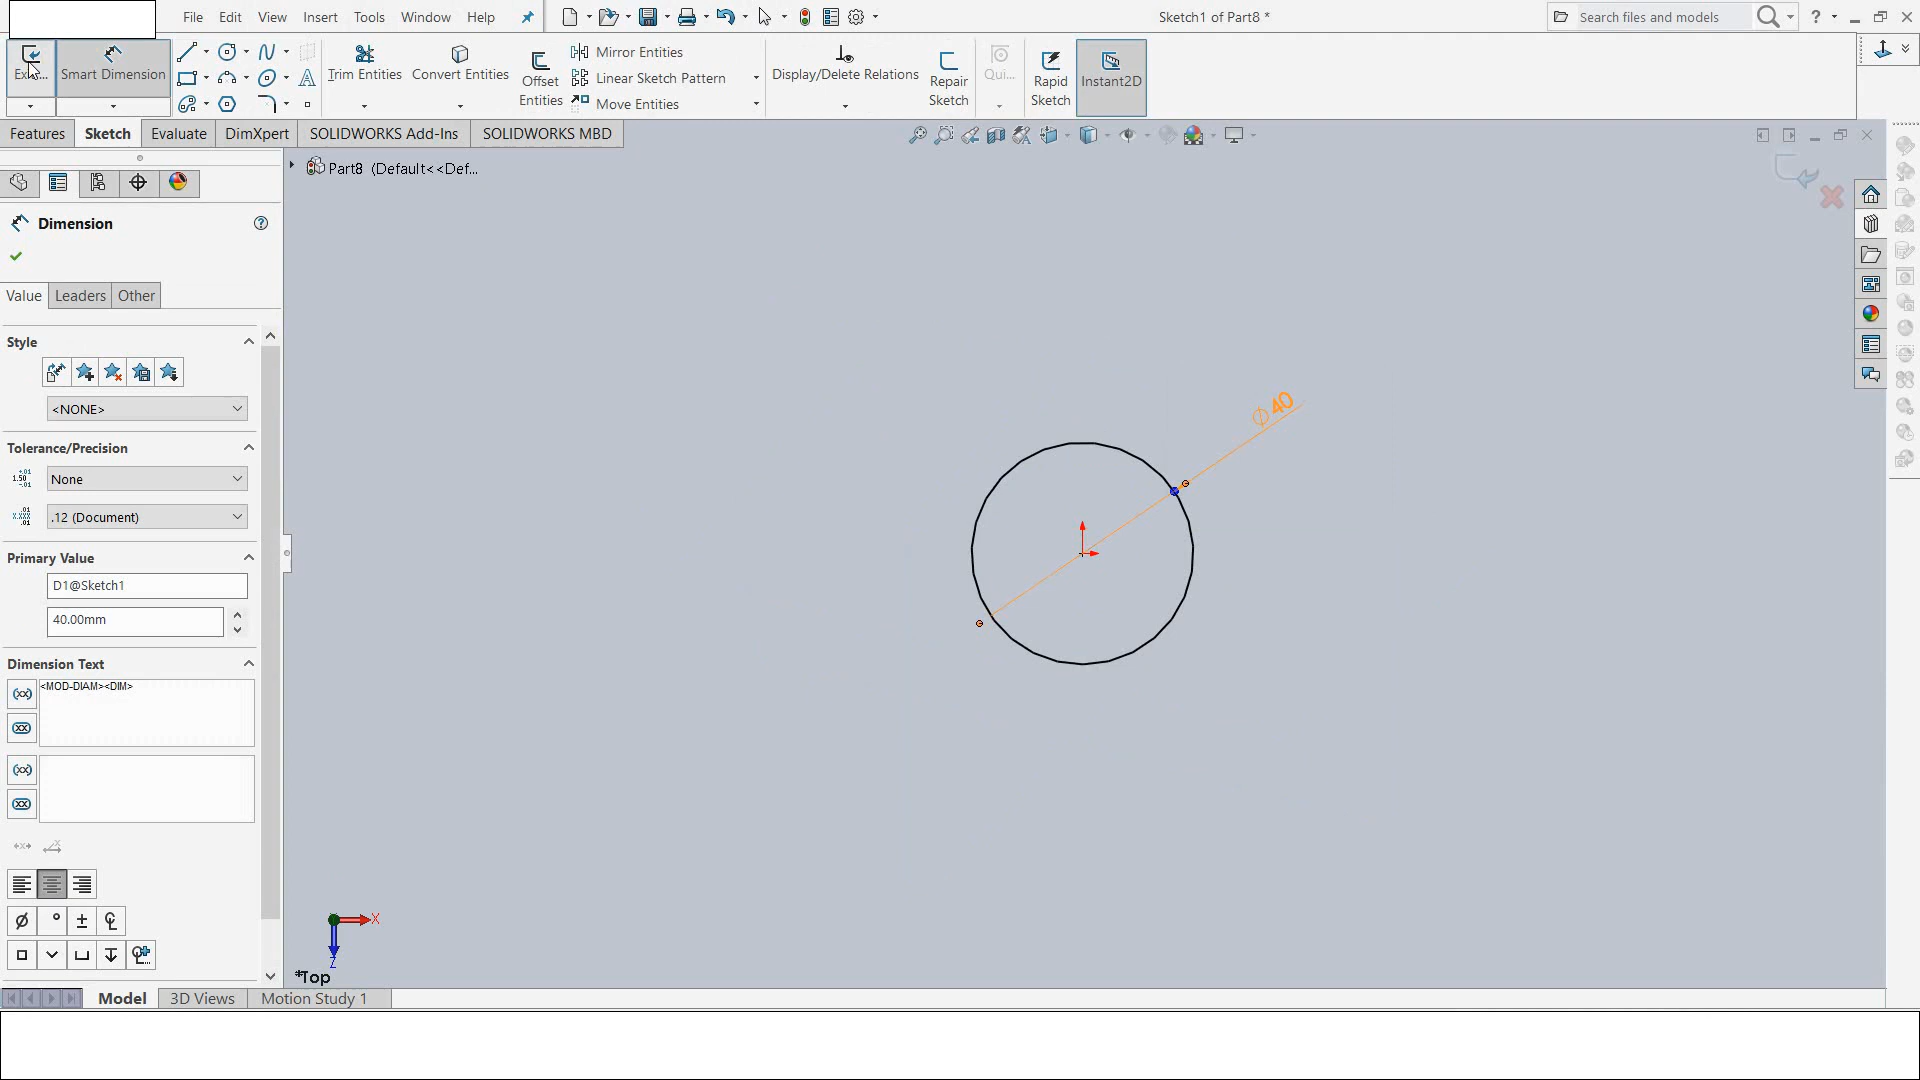 File Edit View Insert Tools Window Help
Sketch1 of Part8 *
Search files and models
Exi...
Smart Dimension
Trim Entities
Convert Entities
Offset Entities
Mirror Entities
Linear Sketch Pattern
Move Entities
Display/Delete Relations
Repair Sketch
Qui...
Rapid Sketch
Instant2D
Features Sketch Evaluate DimXpert SOLIDWORKS Add-Ins SOLIDWORKS MBD
Part8 (Default<<Def...
Dimension
Value Leaders Other
Style
<NONE>
Tolerance/Precision
None
.12 (Document)
Primary Value
D1@Sketch1
40.00mm
Dimension Text
<MOD-DIAM><DIM>
∅40
X
Z
*Top
Model 3D Views Motion Study 1